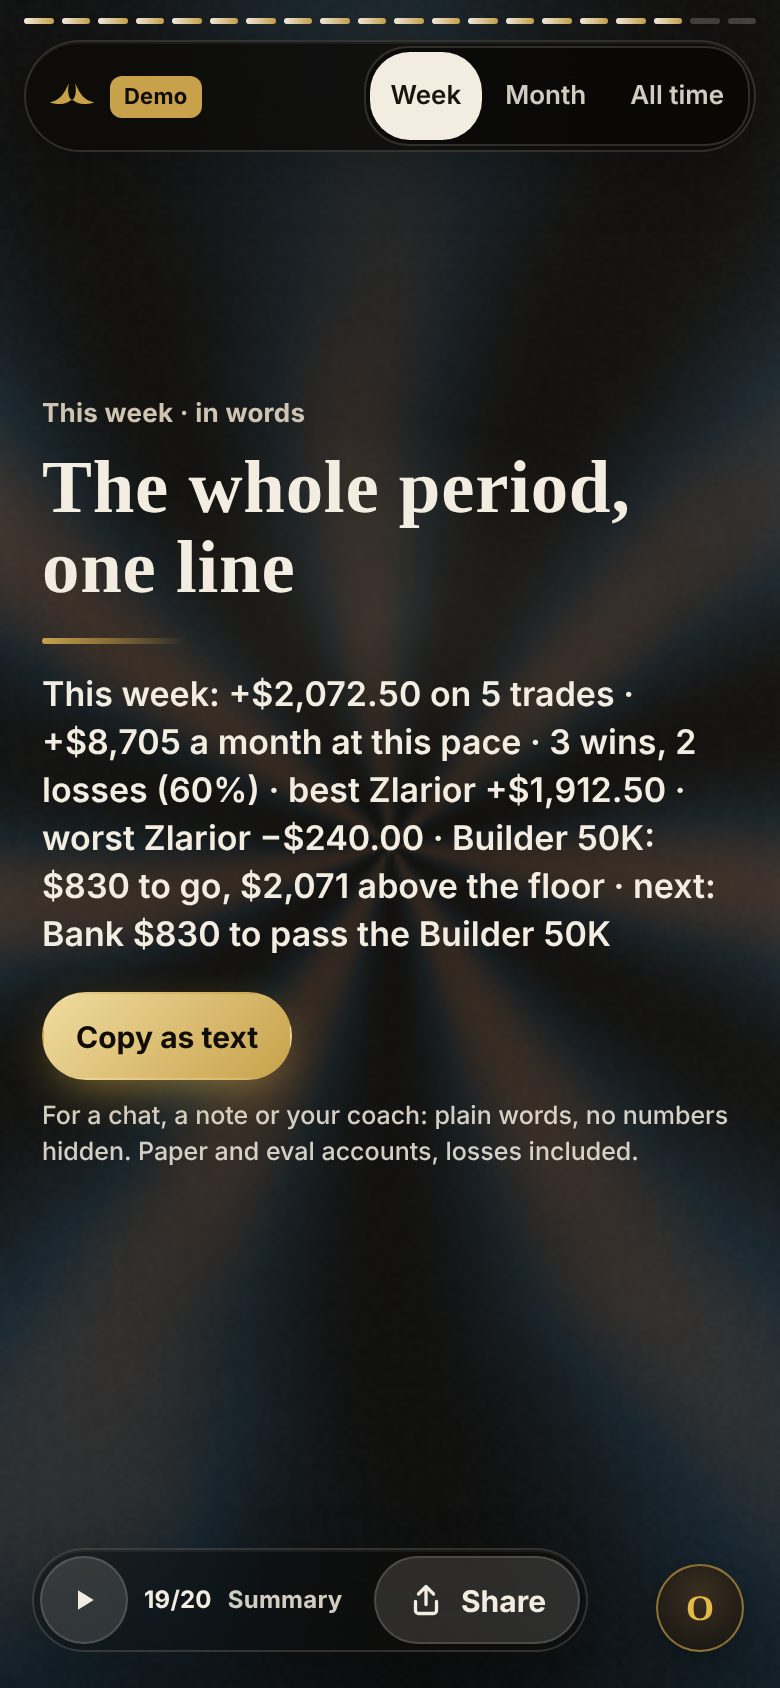 Demo
Week
Month
All time
This week · in words
The whole period,
one line
This week: +$2,072.50 on 5 trades ·
+$8,705 a month at this pace · 3 wins, 2
losses (60%) · best Zlarior +$1,912.50 ·
worst Zlarior −$240.00 · Builder 50K:
$830 to go, $2,071 above the floor · next:
Bank $830 to pass the Builder 50K
Copy as text
For a chat, a note or your coach: plain words, no numbers
hidden. Paper and eval accounts, losses included.
19/20 Summary
Share
O